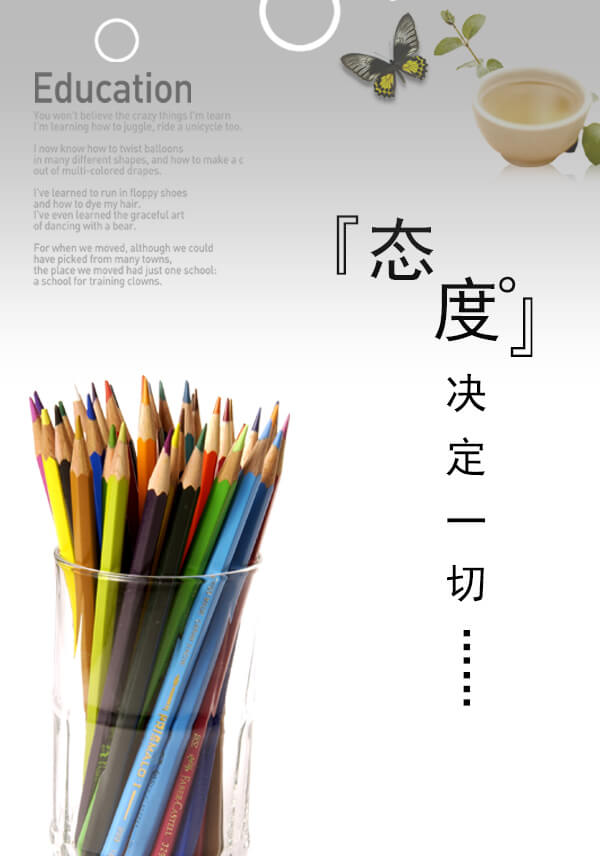 Education
You won't believe the crazy things I'm learn
I'm learning how to juggle, ride a unicycle too.
I now know how to twist balloons
in many different shapes, and how to make a c
out of multi-colored drapes.
I've learned to run in floppy shoes
and how to dye my hair.
I've even learned the graceful art
of dancing with a bear.
For when we moved, although we could
have picked from many towns,
the place we moved had just one school:
a school for training clowns.
『态度。』
决定一切……
PRISMALO I
FABER-CASTELL